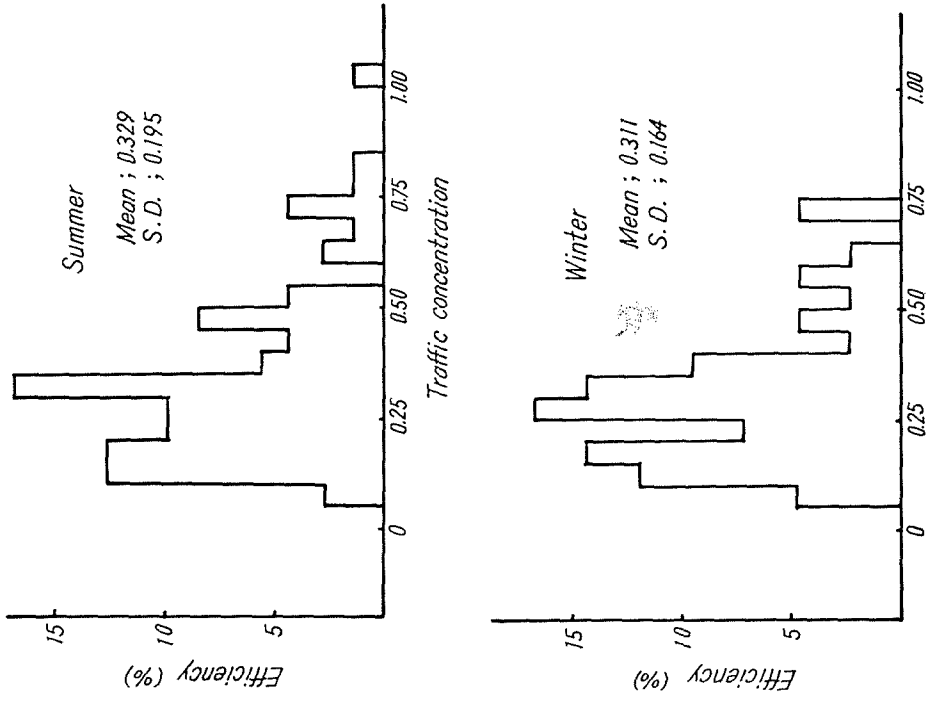 Efficiency (%)
15
10
5
Summer
Mean ; 0.329
S. D. ; 0.195
0
0.25
0.50
0.75
1.00
Traffic concentration
Efficiency (%)
15
10
5
Winter
Mean ; 0.311
S. D. ; 0.164
0
0.25
0.50
0.75
1.00